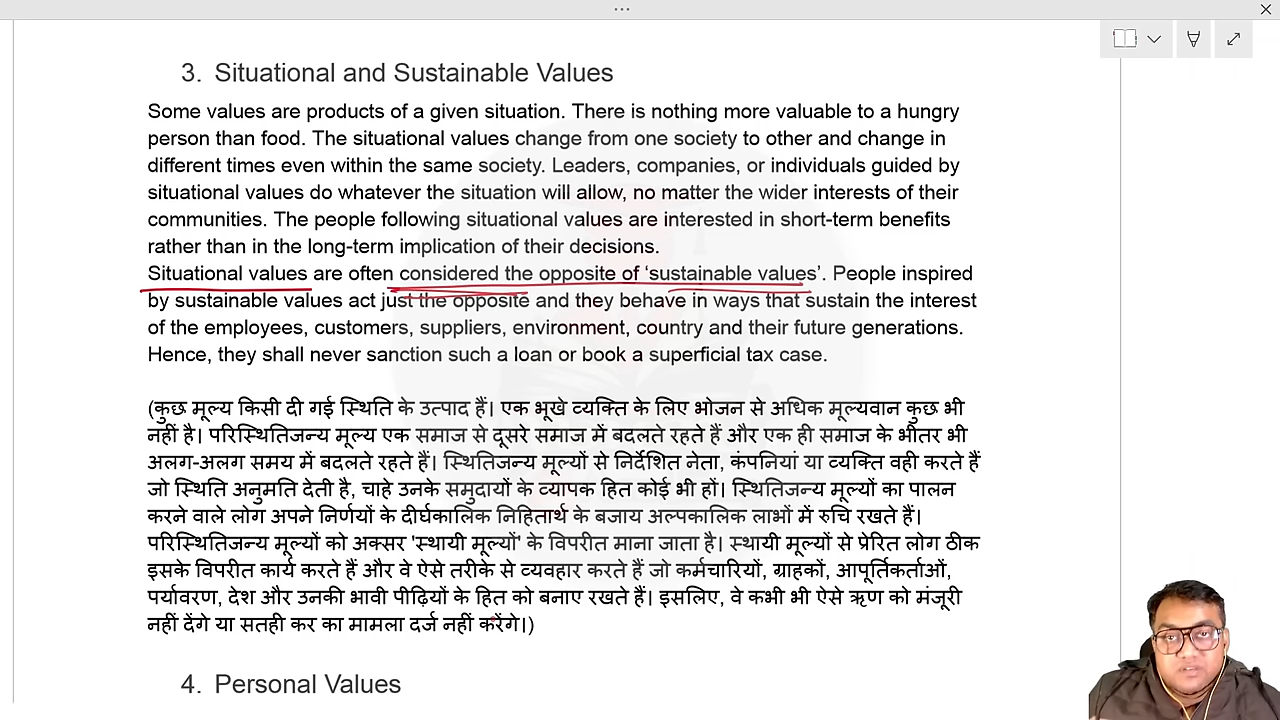 3. Situational and Sustainable Values
Some values are products of a given situation. There is nothing more valuable to a hungry
person than food. The situational values change from one society to other and change in
different times even within the same society. Leaders, companies, or individuals guided by
situational values do whatever the situation will allow, no matter the wider interests of their
communities. The people following situational values are interested in short-term benefits
rather than in the long-term implication of their decisions.
Situational values are often considered the opposite of ‘sustainable values’. People inspired
by sustainable values act just the opposite and they behave in ways that sustain the interest
of the employees, customers, suppliers, environment, country and their future generations.
Hence, they shall never sanction such a loan or book a superficial tax case.
(कुछ मूल्य किसी दी गई स्थिति के उत्पाद हैं। एक भूखे व्यक्ति के लिए भोजन से अधिक मूल्यवान कुछ भी
नहीं है। परिस्थितिजन्य मूल्य एक समाज से दूसरे समाज में बदलते रहते हैं और एक ही समाज के भीतर भी
अलग-अलग समय में बदलते रहते हैं। स्थितिजन्य मूल्यों से निर्देशित नेता, कंपनियां या व्यक्ति वही करते हैं
जो स्थिति अनुमति देती है, चाहे उनके समुदायों के व्यापक हित कोई भी हों। स्थितिजन्य मूल्यों का पालन
करने वाले लोग अपने निर्णयों के दीर्घकालिक निहितार्थ के बजाय अल्पकालिक लाभों में रुचि रखते हैं।
परिस्थितिजन्य मूल्यों को अक्सर 'स्थायी मूल्यों' के विपरीत माना जाता है। स्थायी मूल्यों से प्रेरित लोग ठीक
इसके विपरीत कार्य करते हैं और वे ऐसे तरीके से व्यवहार करते हैं जो कर्मचारियों, ग्राहकों, आपूर्तिकर्ताओं,
पर्यावरण, देश और उनकी भावी पीढ़ियों के हित को बनाए रखते हैं। इसलिए, वे कभी भी ऐसे ऋण को मंजूरी
नहीं देंगे या सतही कर का मामला दर्ज नहीं करेंगे।)
4. Personal Values